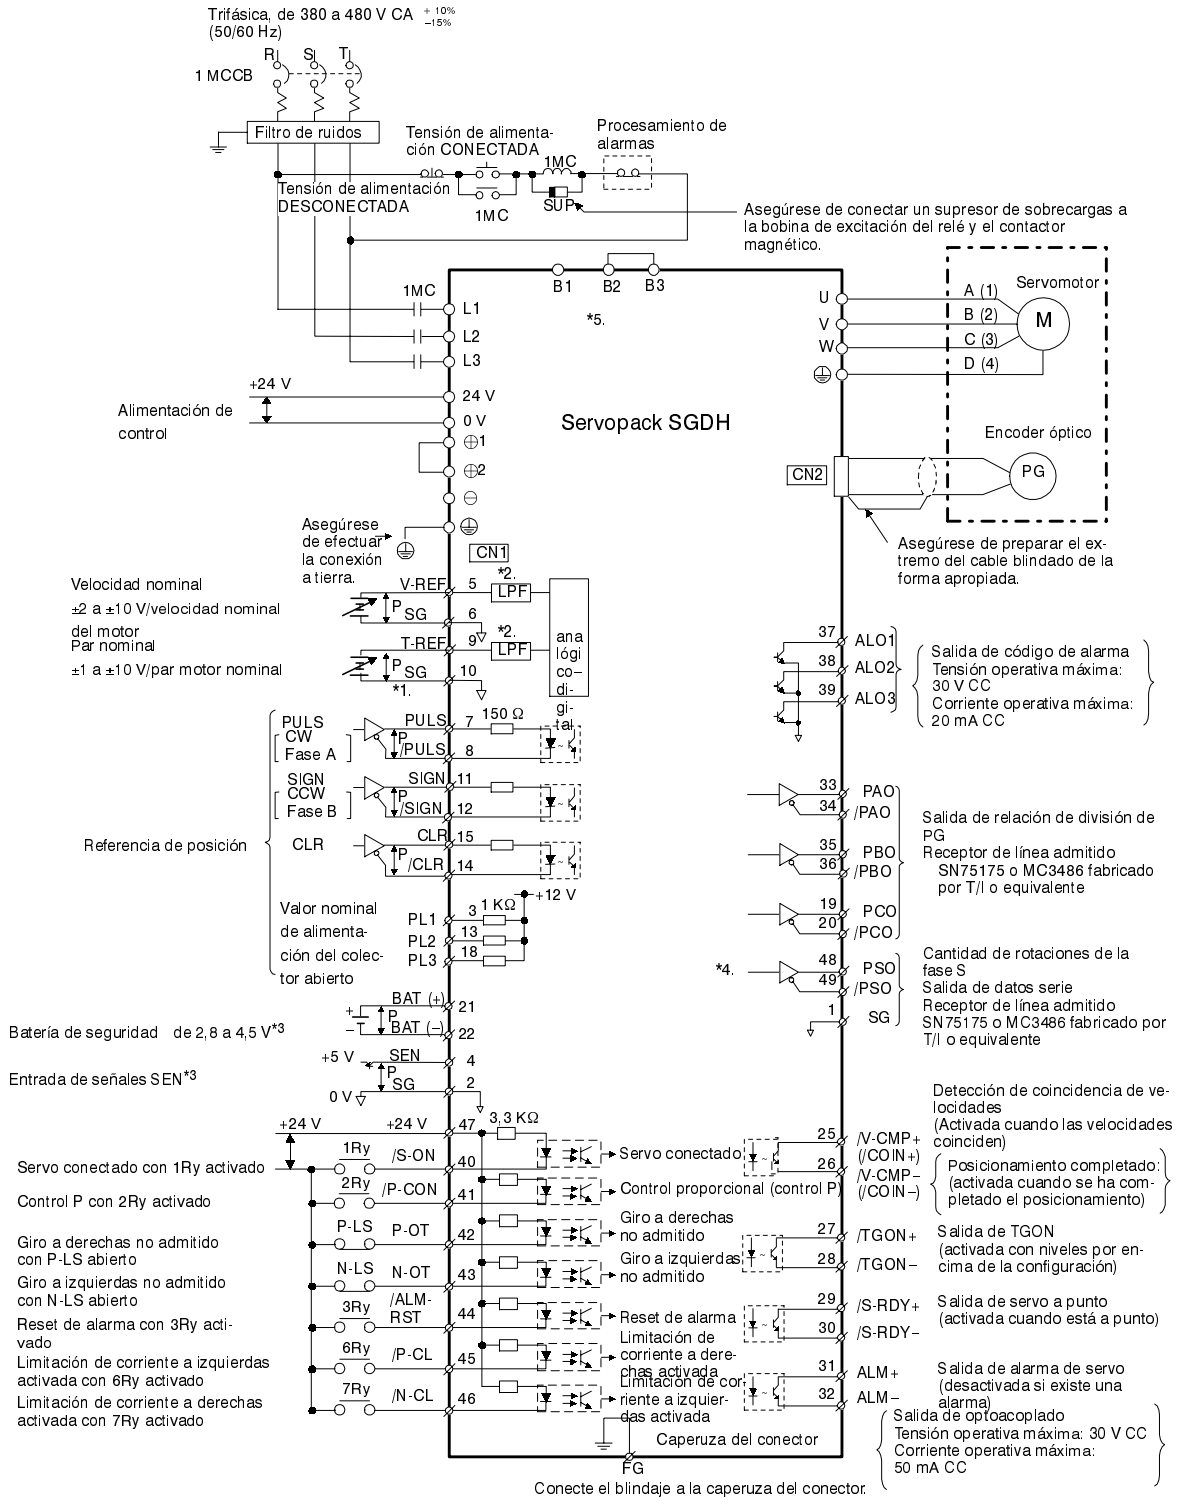 Trifásica, de 380 a 480 V CA + 10% −15%
(50/60 Hz)
R S T
1 MCCB
Filtro de ruidos
Tensión de alimenta-
ción CONECTADA
Procesamiento de
alarmas
1MC
Tensión de alimentación
DESCONECTADA
1MC
SUP
Asegúrese de conectar un supresor de sobrecargas a
la bobina de excitación del relé y el contactor
magnético.
B1 B2 B3
*5.
1MC
L1
L2
L3
+24 V
24 V
Alimentación de
control
0 V
1
2
Servopack SGDH
U
V
W
A (1)
B (2)
C (3)
D (4)
Servomotor
M
Encoder óptico
PG
CN2
Asegúrese de preparar el ex-
tremo del cable blindado de la
forma apropiada.
Asegúrese
de efectuar
la conexión
a tierra.
CN1
Velocidad nominal
±2 a ±10 V/velocidad nominal
del motor
V-REF 5 *2. LPF
P SG 6
Par nominal
±1 a ±10 V/par motor nominal
T-REF 9 *2. LPF
P SG 10
*1.
ana
lógi
co–
di-
gi-
tal
Referencia de posición
PULS
CW
Fase A
PULS 7 150 Ω
P /PULS 8
SIGN
CCW
Fase B
SIGN 11
P /SIGN 12
CLR
CLR 15
P /CLR 14
+12 V
Valor nominal
de alimenta-
ción del colec-
tor abierto
PL1 3 1 KΩ
PL2 13
PL3 18
Batería de seguridad de 2,8 a 4,5 V*3
BAT (+) 21
P
BAT (−) 22
Entrada de señales SEN*3
+5 V SEN 4
P
0 V SG 2
+24 V +24 V 47 3,3 KΩ
Servo conectado con 1Ry activado
1Ry /S-ON 40
Servo conectado
Control P con 2Ry activado
2Ry /P-CON 41
Control proporcional (control P)
Giro a derechas no admitido
con P-LS abierto
P-LS P-OT 42
Giro a derechas
no admitido
Giro a izquierdas no admitido
con N-LS abierto
N-LS N-OT 43
Giro a izquierdas
no admitido
Reset de alarma con 3Ry acti-
vado
3Ry /ALM-
RST 44
Reset de alarma
Limitación de corriente a izquierdas
activada con 6Ry activado
6Ry /P-CL 45
Limitación de
corriente a dere-
chas activada
Limitación de corriente a derechas
activada con 7Ry activado
7Ry /N-CL 46
Limitación de cor-
riente a izquier-
das activada
37 ALO1
38 ALO2
39 ALO3
Salida de código de alarma
Tensión operativa máxima:
30 V CC
Corriente operativa máxima:
20 mA CC
33 PAO
34 /PAO
35 PBO
36 /PBO
19 PCO
20 /PCO
Salida de relación de división de
PG
Receptor de línea admitido
SN75175 o MC3486 fabricado
por T/I o equivalente
*4.
48 PSO
49 /PSO
1 SG
Cantidad de rotaciones de la
fase S
Salida de datos serie
Receptor de línea admitido
SN75175 o MC3486 fabricado por
T/I o equivalente
Detección de coincidencia de ve-
locidades
(Activada cuando las velocidades
coinciden)
25 /V-CMP+
(/COIN+)
26 /V-CMP−
(/COIN−)
Posicionamiento completado:
(activada cuando se ha com-
pletado el posicionamiento)
27 /TGON+
28 /TGON−
Salida de TGON
(activada con niveles por en-
cima de la configuración)
29 /S-RDY+
30 /S-RDY−
Salida de servo a punto
(activada cuando está a punto)
31 ALM+
32 ALM−
Salida de alarma de servo
(desactivada si existe una
alarma)
Salida de optoacoplado
Tensión operativa máxima: 30 V CC
Corriente operativa máxima:
50 mA CC
Caperuza del conector
FG
Conecte el blindaje a la caperuza del conector.